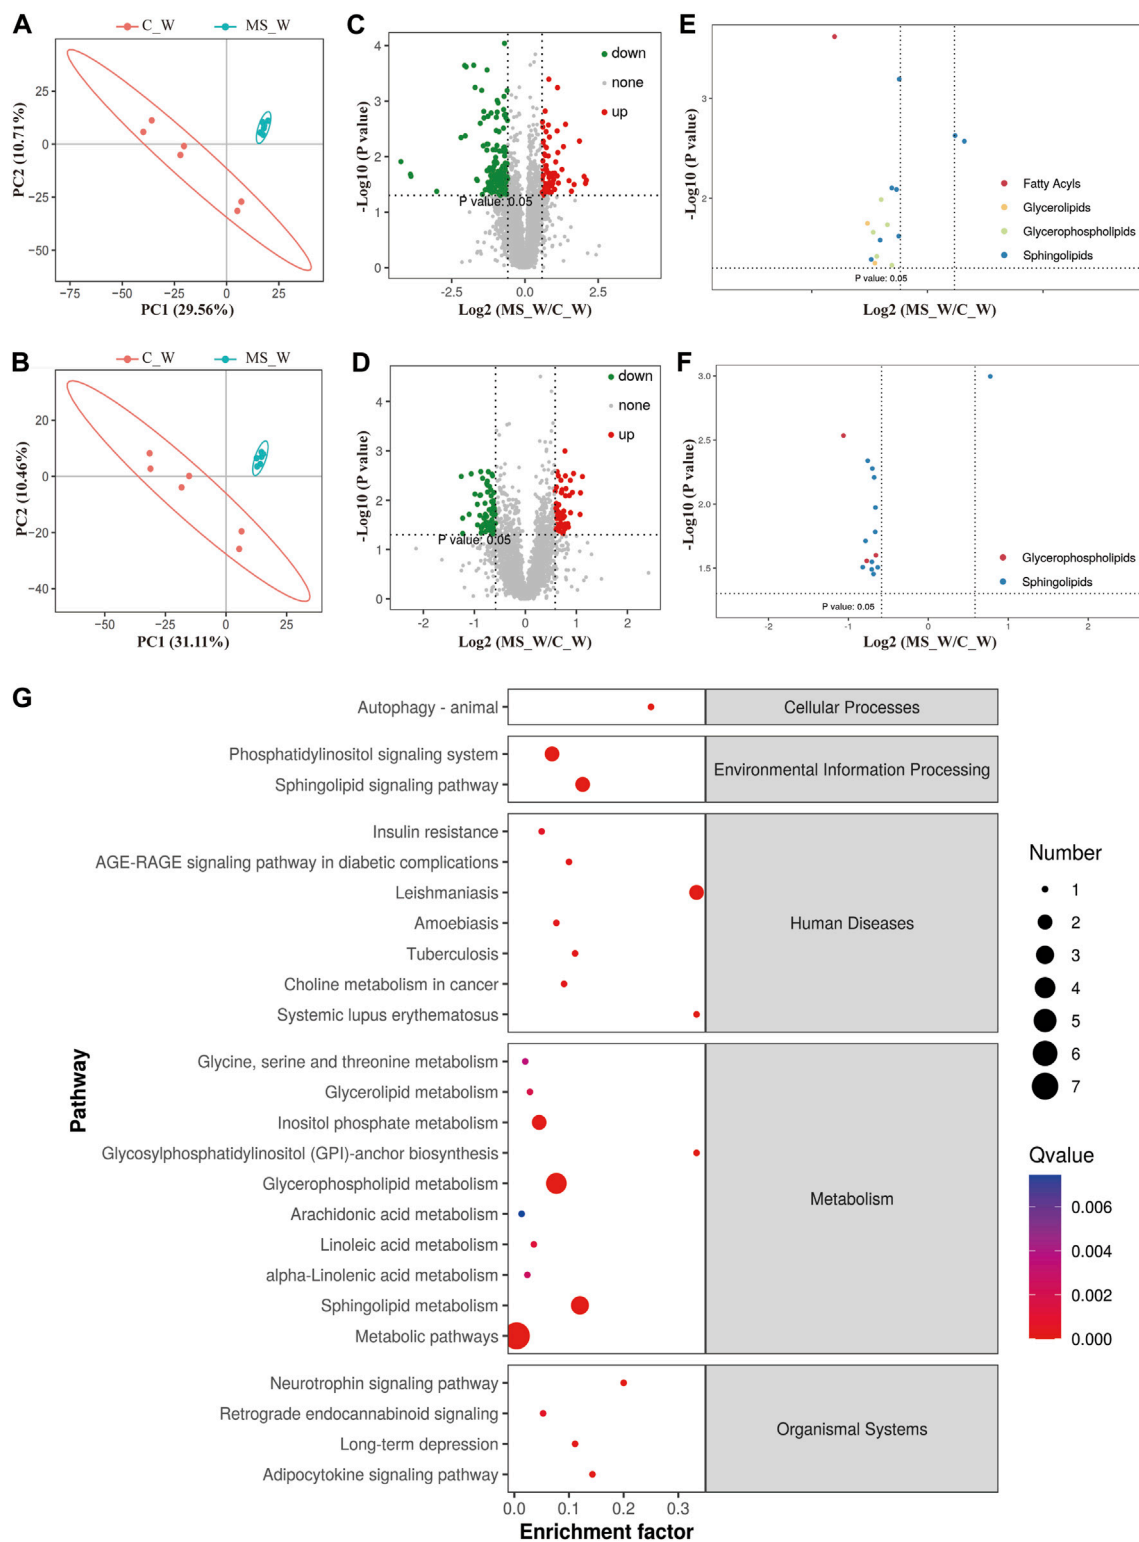 A
C_W
MS_W
25
0
−25
−50
PC2 (10.71%)
−75
−50
−25
0
25
PC1 (29.56%)
C
4
3
2
1
0
-Log10 (P value)
down
none
up
P value: 0.05
-2.5
0
2.5
Log2 (MS_W/C_W)
E
3
2
-Log10 (P value)
Fatty Acyls
Glycerolipids
Glycerophospholipids
Sphingolipids
P value: 0.05
Log2 (MS_W/C_W)
B
C_W
MS_W
20
0
−20
−40
PC2 (10.46%)
−50
−25
0
25
PC1 (31.11%)
D
4
3
2
1
0
-Log10 (P value)
down
none
up
P value: 0.05
-2
-1
0
1
2
Log2 (MS_W/C_W)
F
3.0
2.5
2.0
1.5
-Log10 (P value)
Glycerophospholipids
Sphingolipids
P value: 0.05
-2
-1
0
1
2
Log2 (MS_W/C_W)
G
Pathway
Autophagy - animal
Cellular Processes
Phosphatidylinositol signaling system
Sphingolipid signaling pathway
Environmental Information Processing
Insulin resistance
AGE-RAGE signaling pathway in diabetic complications
Leishmaniasis
Amoebiasis
Tuberculosis
Choline metabolism in cancer
Systemic lupus erythematosus
Human Diseases
Glycine, serine and threonine metabolism
Glycerolipid metabolism
Inositol phosphate metabolism
Glycosylphosphatidylinositol (GPI)-anchor biosynthesis
Glycerophospholipid metabolism
Arachidonic acid metabolism
Linoleic acid metabolism
alpha-Linolenic acid metabolism
Sphingolipid metabolism
Metabolic pathways
Metabolism
Neurotrophin signaling pathway
Retrograde endocannabinoid signaling
Long-term depression
Adipocytokine signaling pathway
Organismal Systems
0.0
0.1
0.2
0.3
Enrichment factor
Number
1
2
3
4
5
6
7
Qvalue
0.006
0.004
0.002
0.000